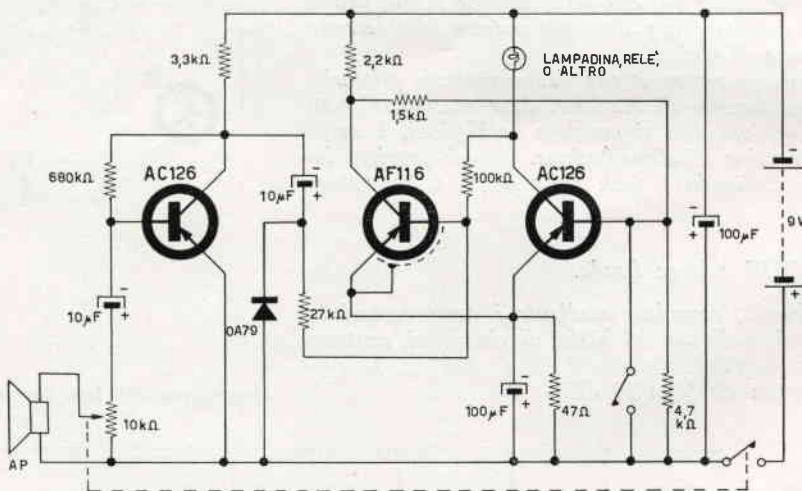 3,3kΩ
2,2kΩ
LAMPADINA, RELE',
O ALTRO
1,5kΩ
680kΩ
AC126
10µF
-
+
AF116
100kΩ
AC126
-
100µF
+
-
9V
+
10µF
-
+
OA79
27kΩ
100µF
-
+
47Ω
4,7
kΩ
10kΩ
AP